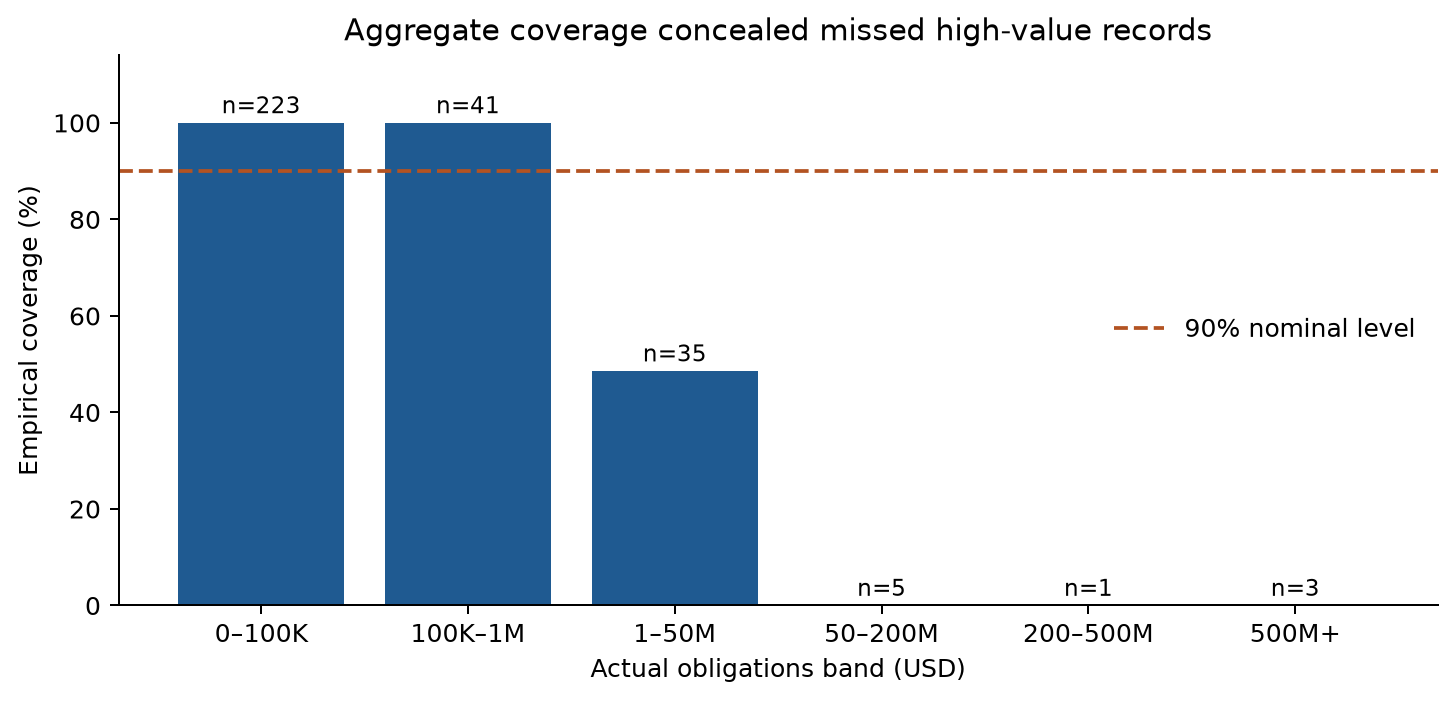 Aggregate coverage concealed missed high-value records
Empirical coverage (%)
100
80
60
40
20
0
n=223
n=41
n=35
n=5
n=1
n=3
90% nominal level
0–100K
100K–1M
1–50M
50–200M
200–500M
500M+
Actual obligations band (USD)